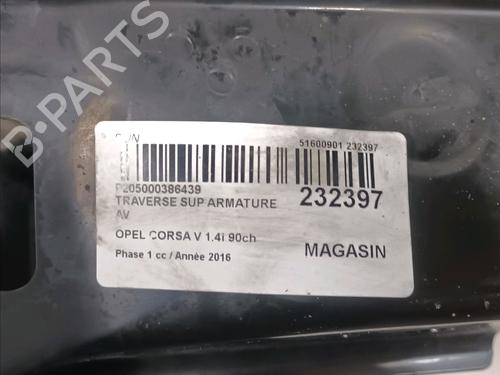 B-PARTS
51600901 232397
P205000386439
TRAVERSE SUP ARMATURE
AV
232397
OPEL CORSA V 1.4i 90ch
MAGASIN
Phase 1 cc / Année 2016